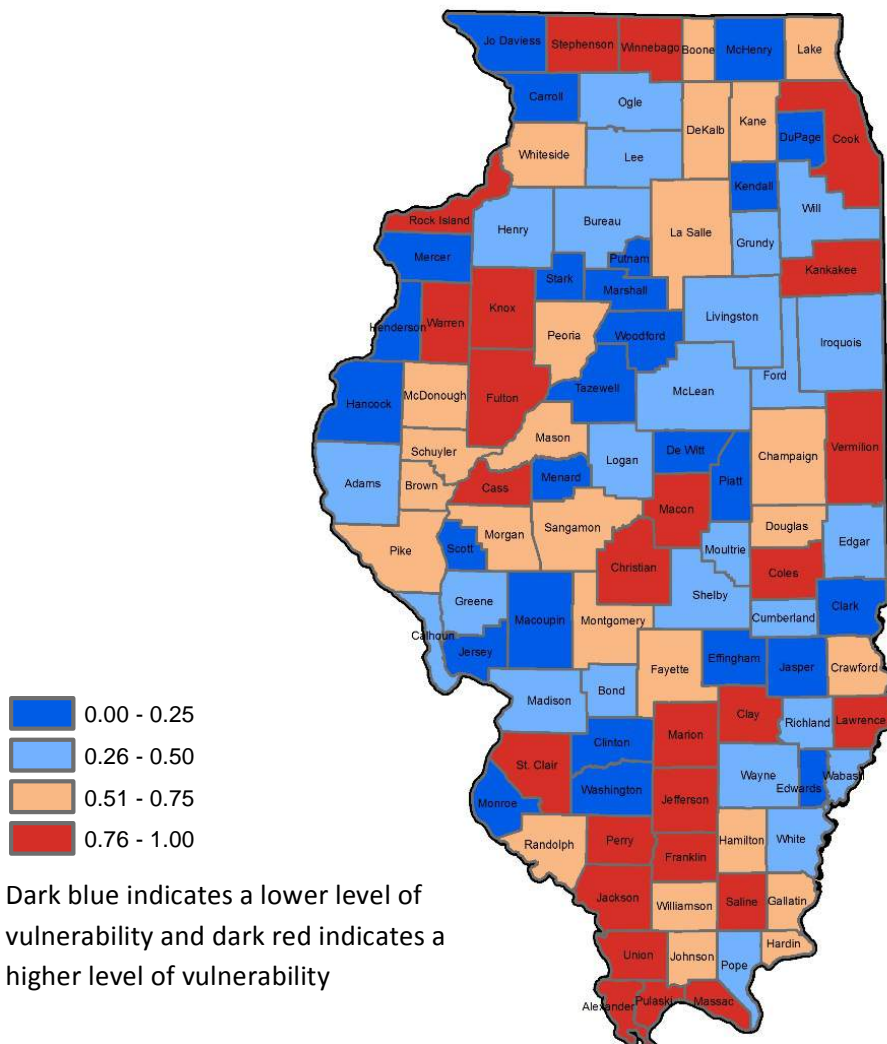 Jo Daviess
Stephenson
Winnebago
Boone
McHenry
Lake
Carroll
Ogle
DeKalb
Kane
DuPage
Cook
Whiteside
Lee
Kendall
Will
Rock Island
Henry
Bureau
La Salle
Grundy
Mercer
Putnam
Kankakee
Stark
Marshall
Henderson
Warren
Knox
Peoria
Woodford
Livingston
Iroquois
Ford
Hancock
McDonough
Fulton
Tazewell
McLean
Mason
Schuyler
Logan
De Witt
Champaign
Vermilion
Adams
Brown
Cass
Menard
Piatt
Macon
Pike
Scott
Morgan
Sangamon
Douglas
Moultrie
Edgar
Christian
Coles
Shelby
Greene
Cumberland
Clark
Calhoun
Macoupin
Montgomery
Jersey
Fayette
Effingham
Jasper
Crawford
Madison
Bond
Clay
Richland
Lawrence
Clinton
Marion
St. Clair
Wayne
Wabash
Edwards
Washington
Jefferson
Monroe
Randolph
Perry
Hamilton
White
Franklin
Jackson
Williamson
Saline
Gallatin
Union
Johnson
Pope
Hardin
Alexander
Pulaski
Massac
0.00 - 0.25
0.26 - 0.50
0.51 - 0.75
0.76 - 1.00
Dark blue indicates a lower level of
vulnerability and dark red indicates a
higher level of vulnerability